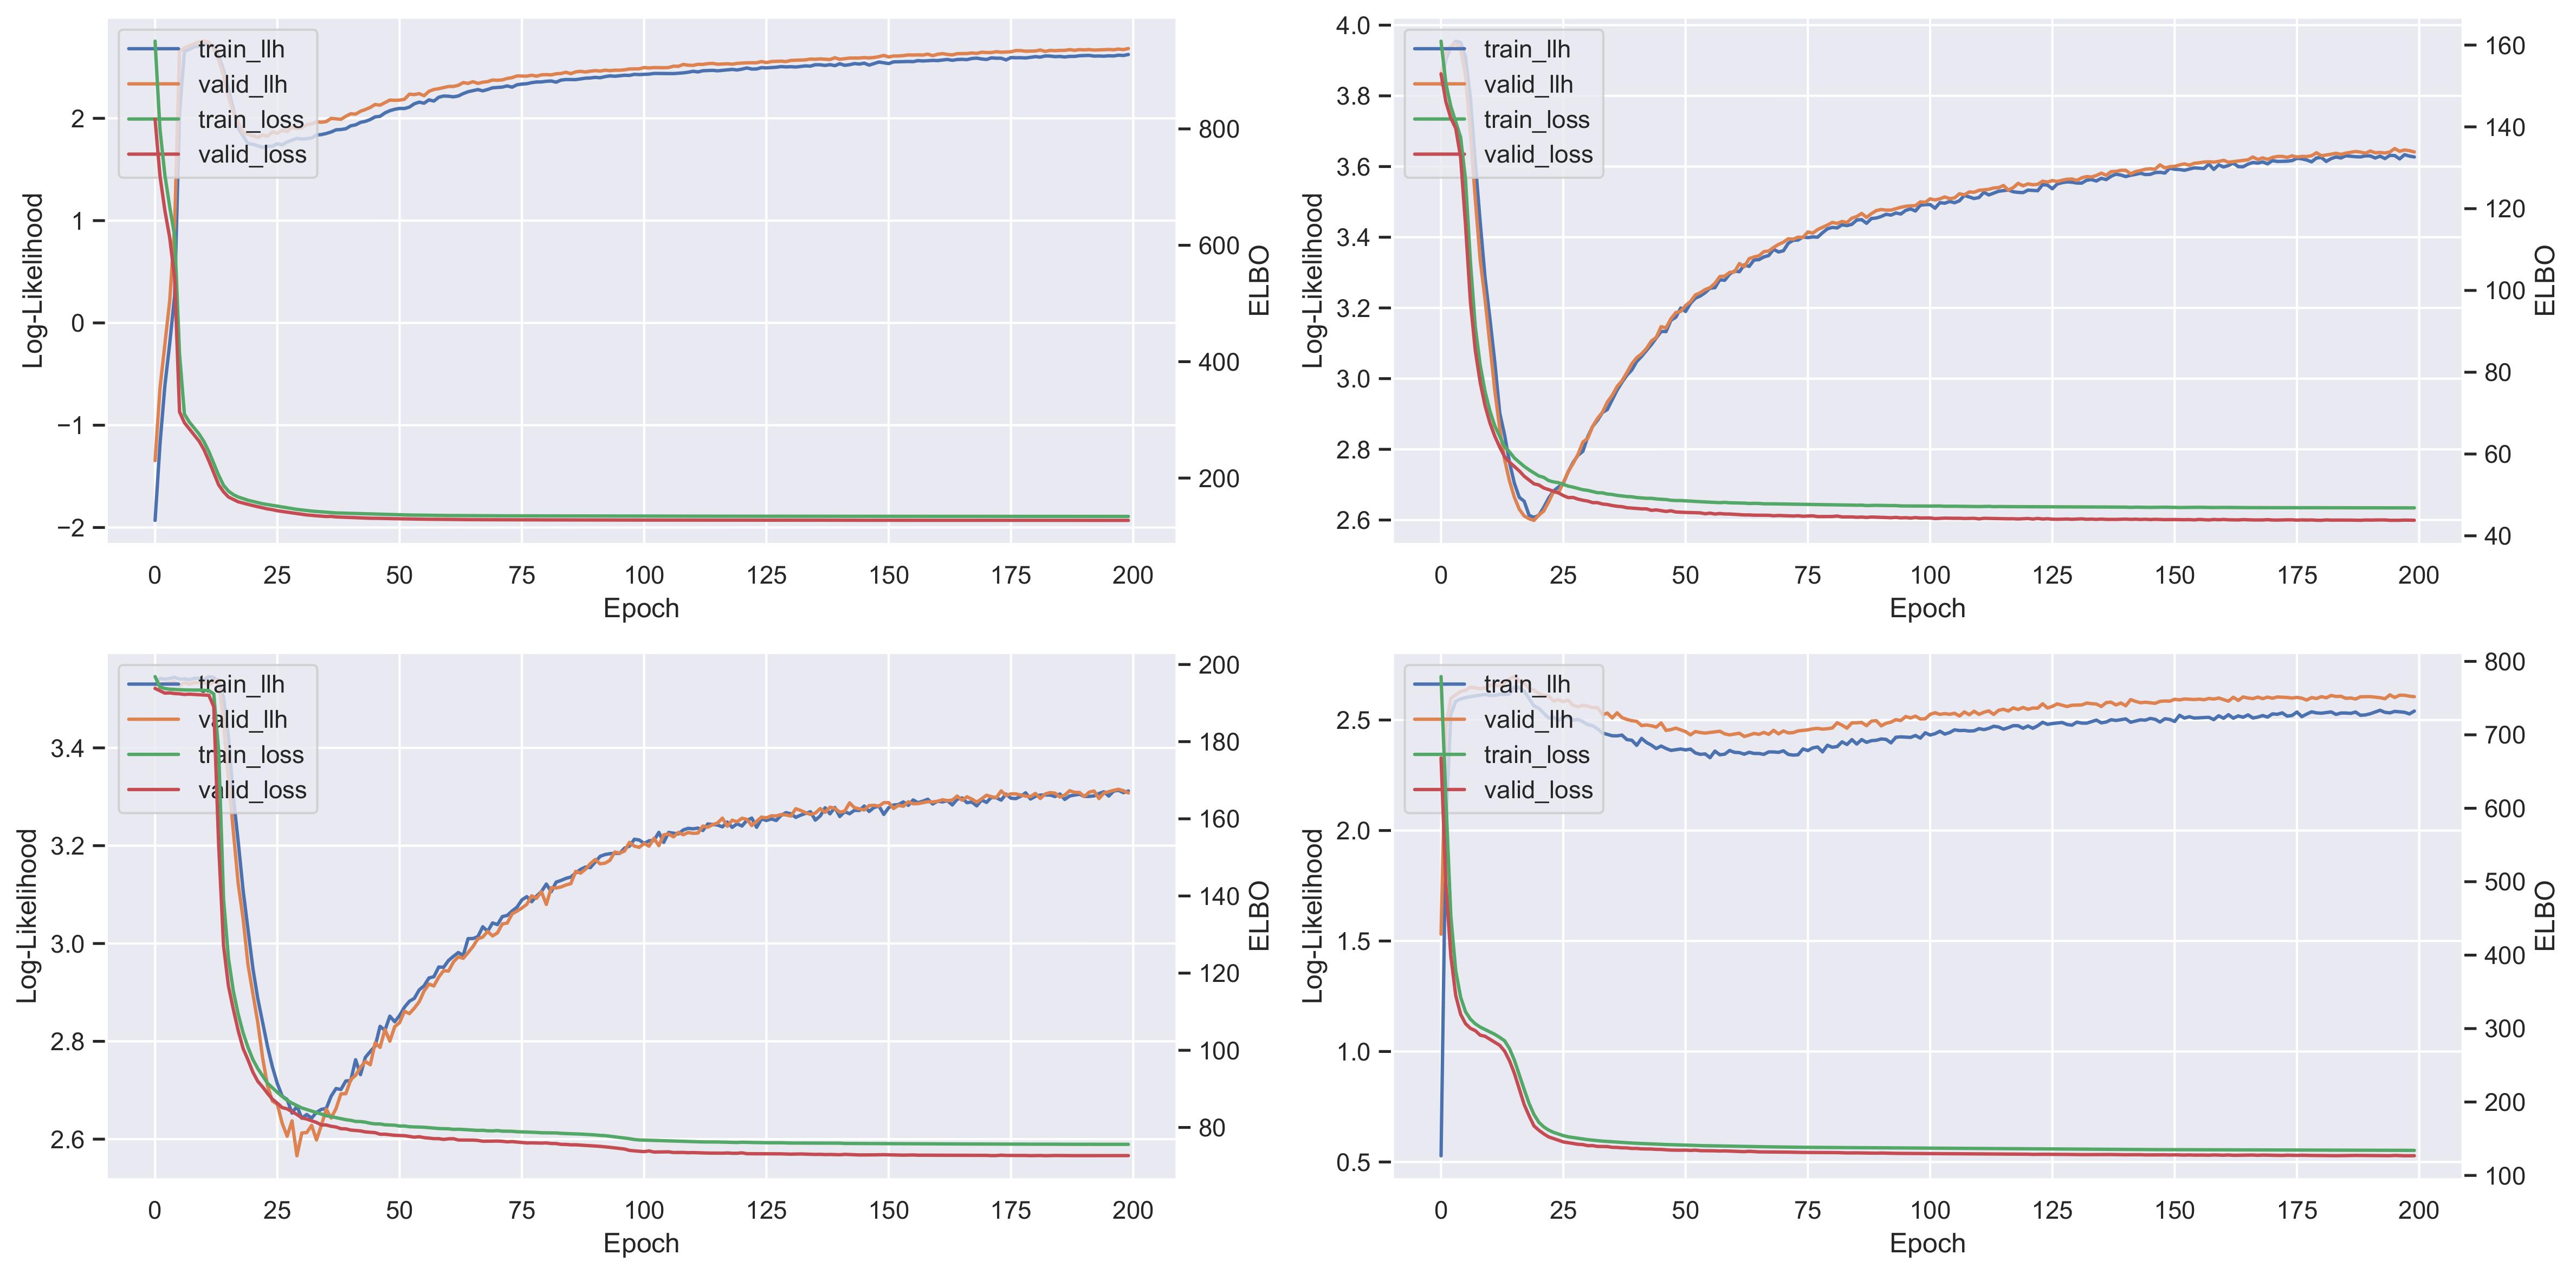 train_llh
valid_llh
train_loss
valid_loss
2
1
0
−1
−2
Log-Likelihood
800
600
400
200
ELBO
0 25 50 75 100 125 150 175 200
Epoch
train_llh
valid_llh
train_loss
valid_loss
4.0
3.8
3.6
3.4
3.2
3.0
2.8
2.6
Log-Likelihood
160
140
120
100
80
60
40
ELBO
0 25 50 75 100 125 150 175 200
Epoch
train_llh
valid_llh
train_loss
valid_loss
3.4
3.2
3.0
2.8
2.6
Log-Likelihood
200
180
160
140
120
100
80
ELBO
0 25 50 75 100 125 150 175 200
Epoch
train_llh
valid_llh
train_loss
valid_loss
2.5
2.0
1.5
1.0
0.5
Log-Likelihood
800
700
600
500
400
300
200
100
ELBO
0 25 50 75 100 125 150 175 200
Epoch